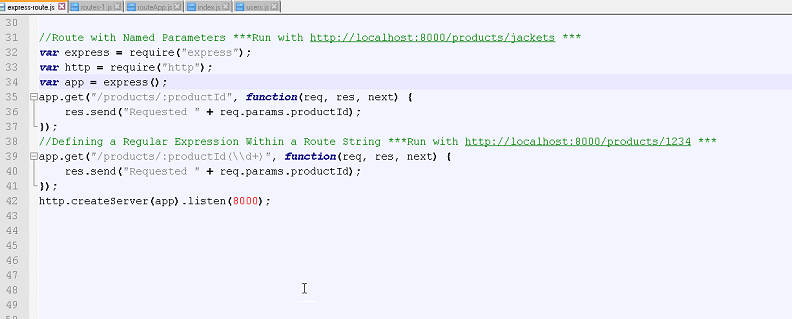 express-route.js routes-1.js routeApp.js index.js users.js
30
31 //Route with Named Parameters ***Run with http://localhost:8000/products/jackets ***
32 var express = require("express");
33 var http = require("http");
34 var app = express();
35 app.get("/products/:productId", function(req, res, next) {
36 res.send("Requested " + req.params.productId);
37 });
38 //Defining a Regular Expression Within a Route String ***Run with http://localhost:8000/products/1234 ***
39 app.get("/products/:productId(\\d+)", function(req, res, next) {
40 res.send("Requested " + req.params.productId);
41 });
42 http.createServer(app).listen(8000);
43
44
45
46
47
48
49